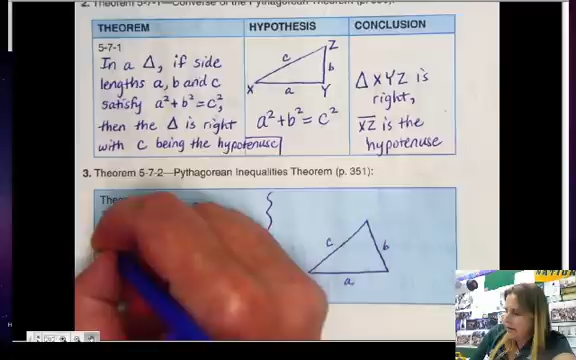 2. Theorem 5-7-1—Converse of the Pythagorean Theorem (p.
THEOREM
HYPOTHESIS
CONCLUSION
5-7-1
In a Δ, if side
lengths a, b and c
satisfy a²+b²=c²,
then the Δ is right
with c being the hypotenuse
Z
c
b
X
a
Y
a²+b²=c²
Δ XYZ is
right,
XZ is the
hypotenuse
3. Theorem 5-7-2—Pythagorean Inequalities Theorem (p. 351):
c
b
a